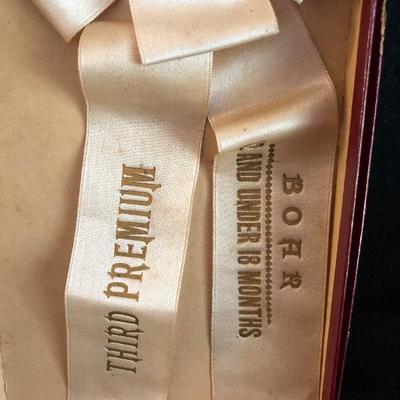 THIRD PREMIUM
BOAR
AND UNDER 18 MONTHS